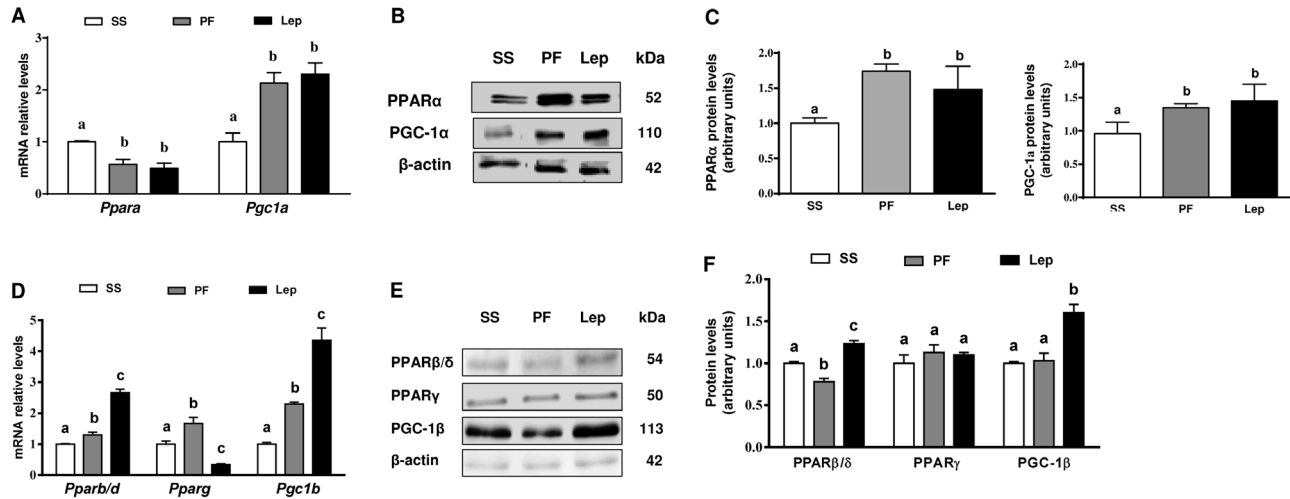 A
SS PF Lep
mRNA relative levels
3
2
1
0
a b b a b b
Ppara Pgc1a
B
SS PF Lep kDa
PPARα 52
PGC-1α 110
β-actin 42
C
PPARα protein levels
(arbitrary units)
2.0
1.5
1.0
1.5
0.0
a b b
SS PF Lep
PGC-1a protein levels
(arbitrary units)
2.0
1.5
1.0
1.5
0.0
a b b
SS PF Lep
D
SS PF Lep
mRNA relative levels
5
4
3
2
1
0
a b c a b c a b c
Pparb/d Pparg Pgc1b
E
SS PF Lep kDa
PPARβ/δ 54
PPARγ 50
PGC-1β 113
β-actin 42
F
SS PF Lep
Protein levels
(arbitrary units)
2.0
1.5
1.0
0.5
0.0
a b c a a a a a b
PPARβ/δ PPARγ PGC-1β